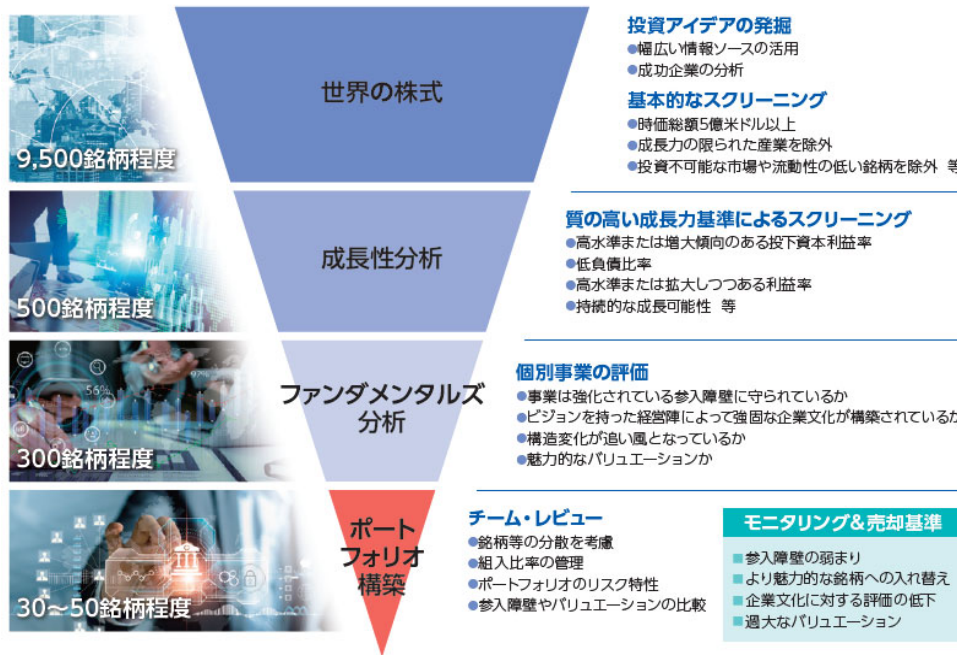 世界の株式
9,500銘柄程度
投資アイデアの発掘
●幅広い情報ソースの活用
●成功企業の分析
基本的なスクリーニング
●時価総額5億米ドル以上
●成長力の限られた産業を除外
●投資不可能な市場や流動性の低い銘柄を除外 等
成長性分析
500銘柄程度
質の高い成長力基準によるスクリーニング
●高水準または増大傾向のある投下資本利益率
●低負債比率
●高水準または拡大しつつある利益率
●持続的な成長可能性 等
56%
ファンダメンタルズ
分析
300銘柄程度
個別事業の評価
●事業は強化されている参入障壁に守られているか
●ビジョンを持った経営陣によって強固な企業文化が構築されているか
●構造変化が追い風となっているか
●魅力的なバリュエーションか
ポート
フォリオ
構築
30～50銘柄程度
チーム・レビュー
●銘柄等の分散を考慮
●組入比率の管理
●ポートフォリオのリスク特性
●参入障壁やバリュエーションの比較
モニタリング&売却基準
■参入障壁の弱まり
■より魅力的な銘柄への入れ替え
■企業文化に対する評価の低下
■過大なバリュエーション